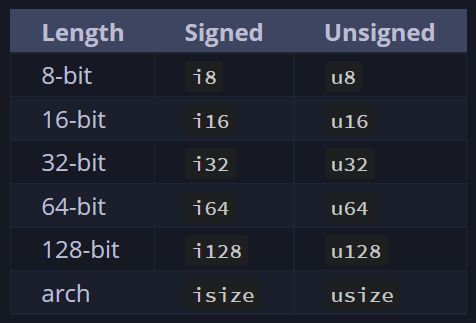 Length Signed Unsigned
8-bit i8 u8
16-bit i16 u16
32-bit i32 u32
64-bit i64 u64
128-bit i128 u128
arch isize usize